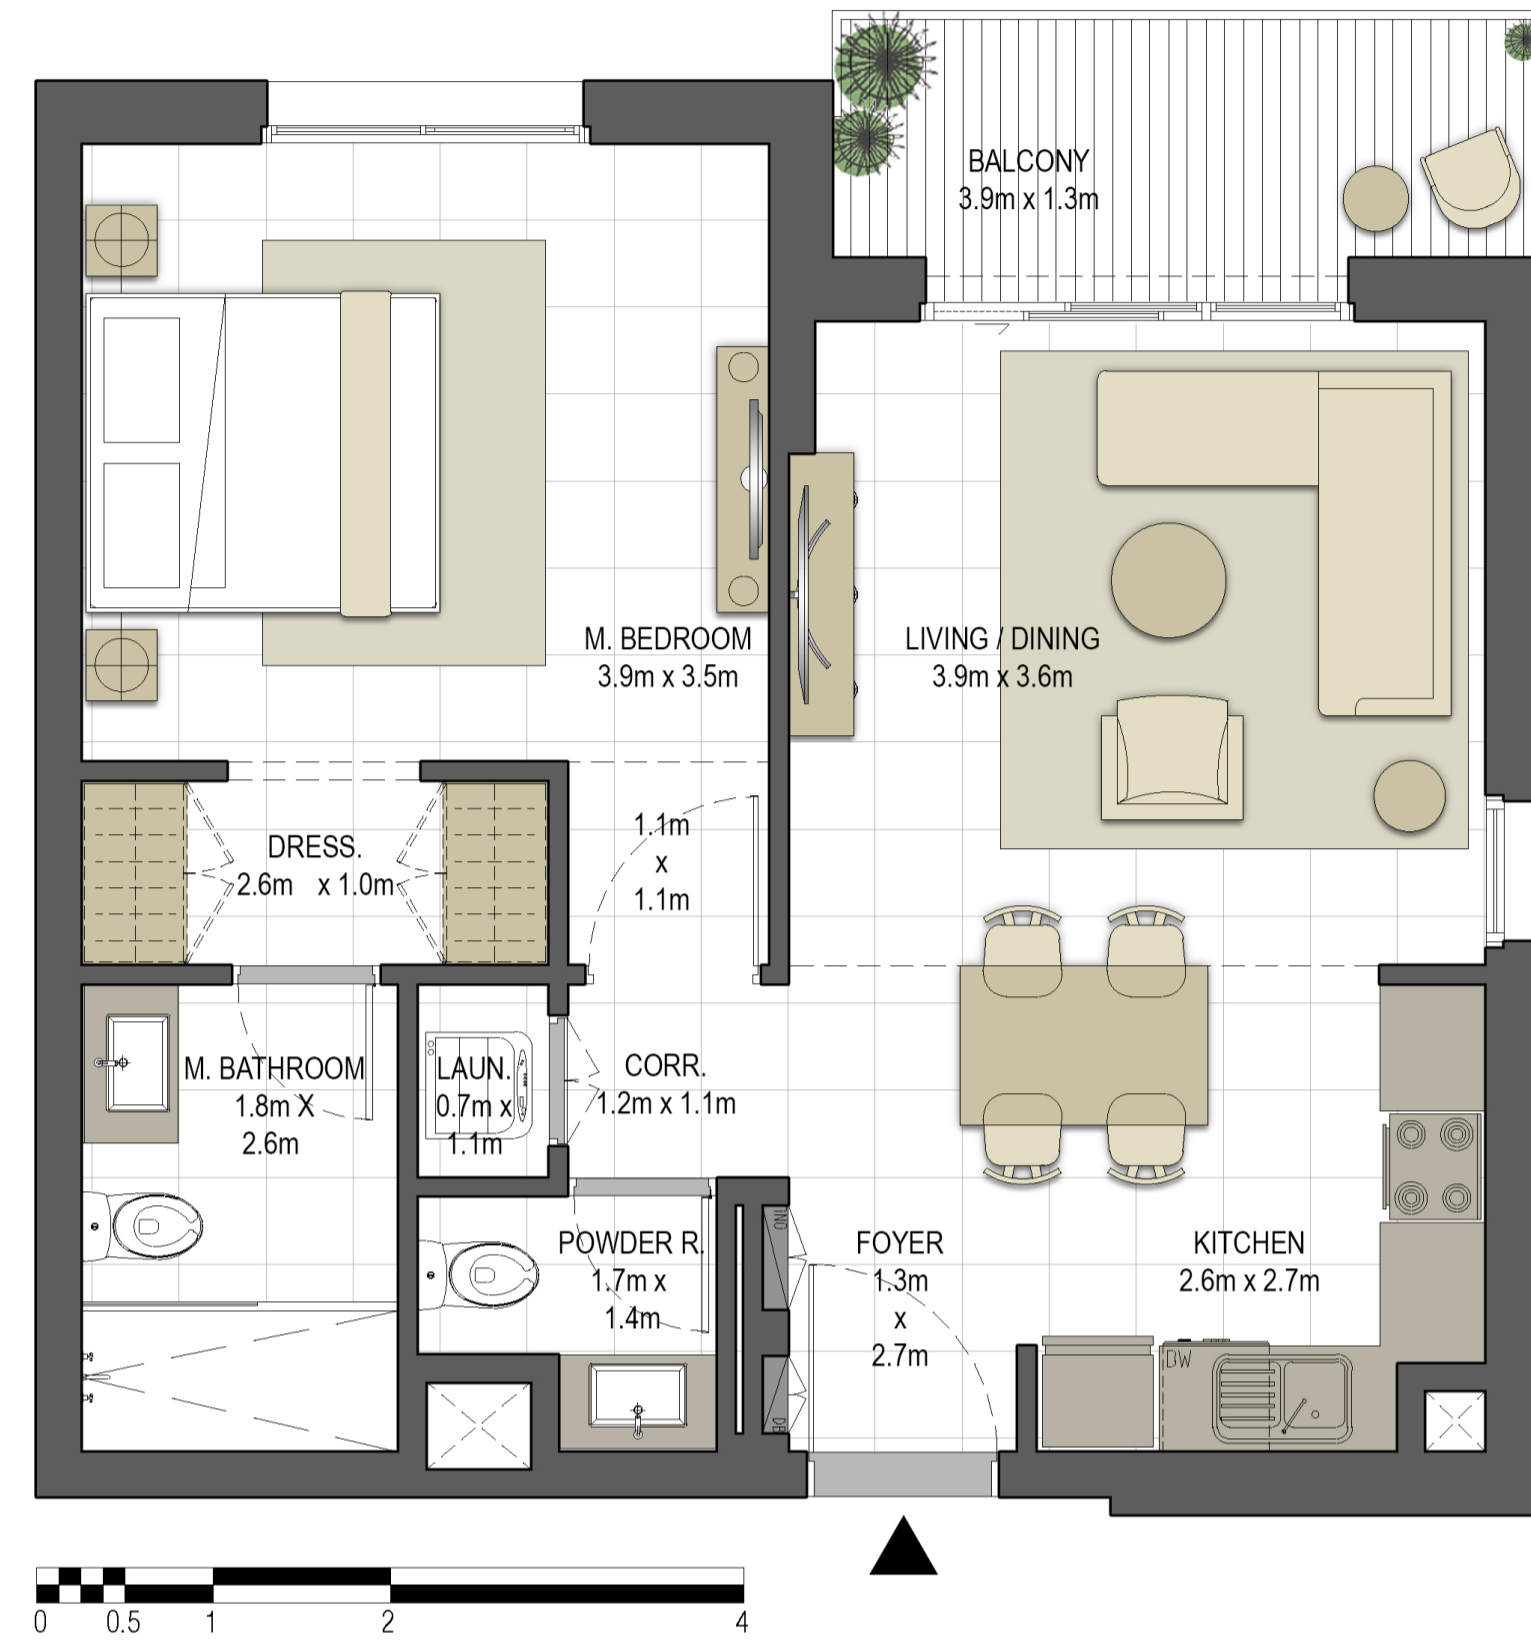 BALCONY
3.9m x 1.3m
M. BEDROOM
3.9m x 3.5m
LIVING / DINING
3.9m x 3.6m
DRESS.
2.6m x 1.0m
1.1m
x
1.1m
M. BATHROOM
1.8m X
2.6m
LAUN.
0.7m x
1.1m
CORR.
1.2m x 1.1m
POWDER R.
1.7m x
1.4m
FOYER
1.3m
x
2.7m
KITCHEN
2.6m x 2.7m
DW
DB
0 0.5 1 2 4